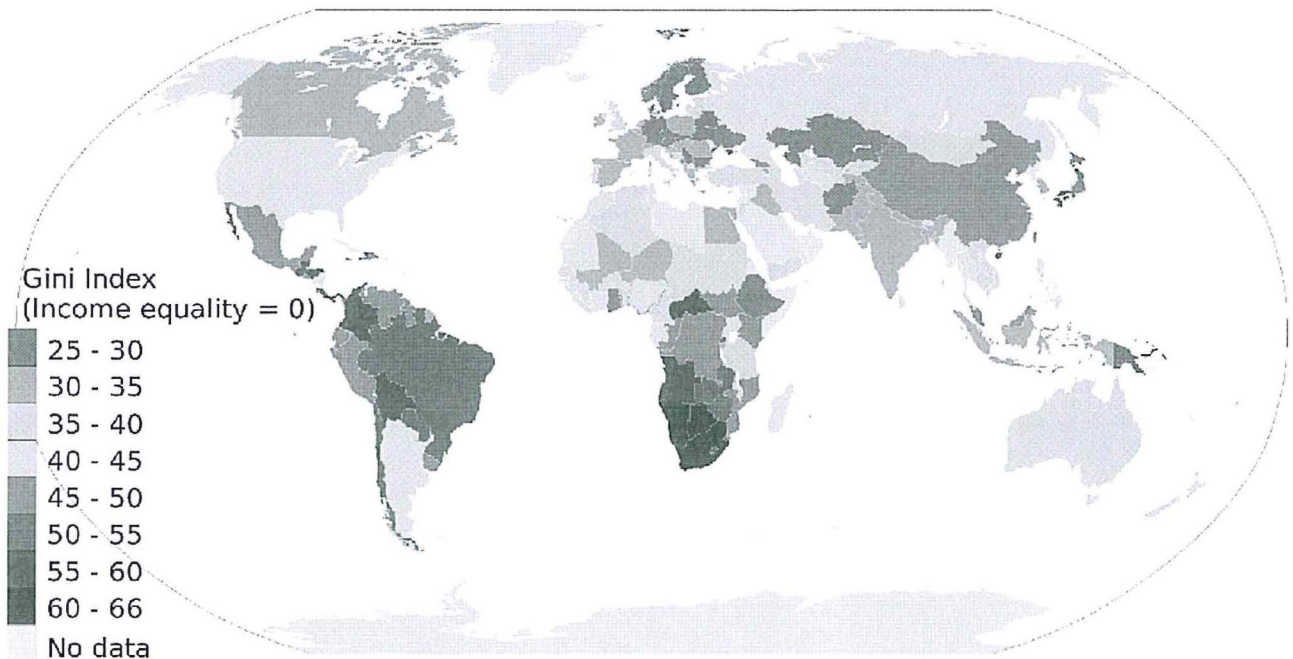 Gini Index
(Income equality = 0)
25 - 30
30 - 35
35 - 40
40 - 45
45 - 50
50 - 55
55 - 60
60 - 66
No data